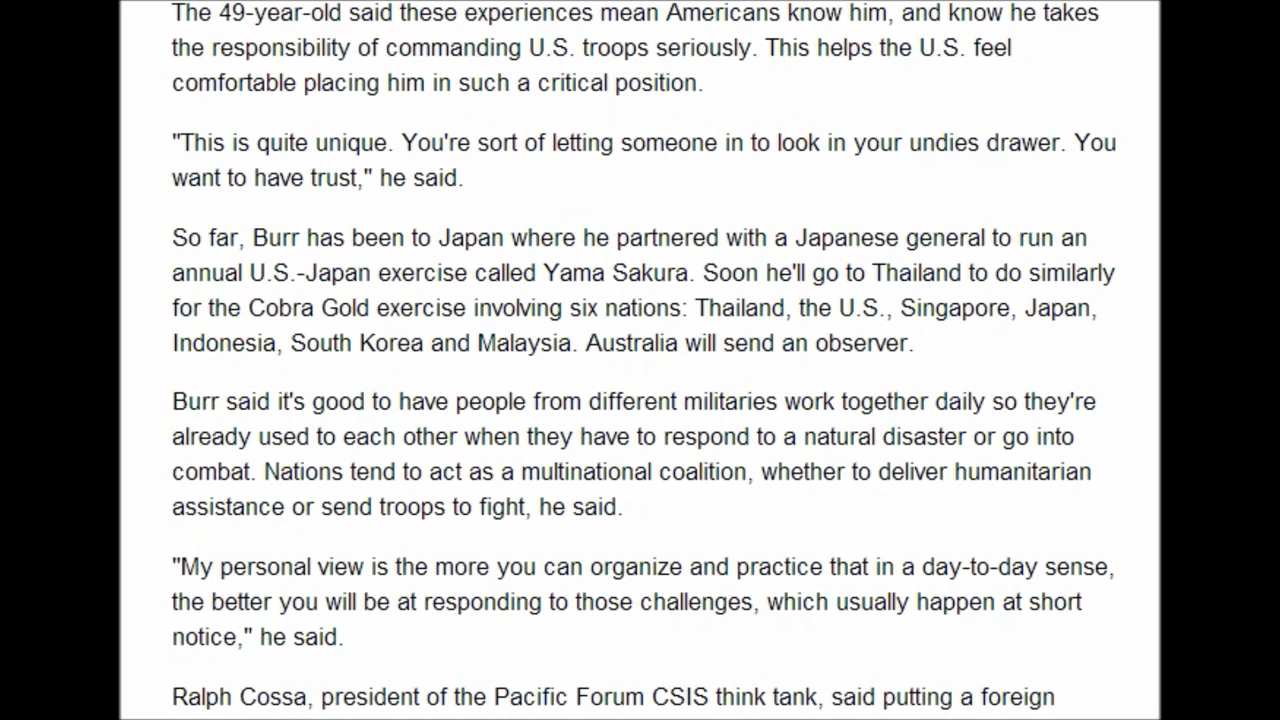 The 49-year-old said these experiences mean Americans know him, and know he takes
the responsibility of commanding U.S. troops seriously. This helps the U.S. feel
comfortable placing him in such a critical position.
"This is quite unique. You're sort of letting someone in to look in your undies drawer. You
want to have trust," he said.
So far, Burr has been to Japan where he partnered with a Japanese general to run an
annual U.S.-Japan exercise called Yama Sakura. Soon he'll go to Thailand to do similarly
for the Cobra Gold exercise involving six nations: Thailand, the U.S., Singapore, Japan,
Indonesia, South Korea and Malaysia. Australia will send an observer.
Burr said it's good to have people from different militaries work together daily so they're
already used to each other when they have to respond to a natural disaster or go into
combat. Nations tend to act as a multinational coalition, whether to deliver humanitarian
assistance or send troops to fight, he said.
"My personal view is the more you can organize and practice that in a day-to-day sense,
the better you will be at responding to those challenges, which usually happen at short
notice," he said.
Ralph Cossa, president of the Pacific Forum CSIS think tank, said putting a foreign